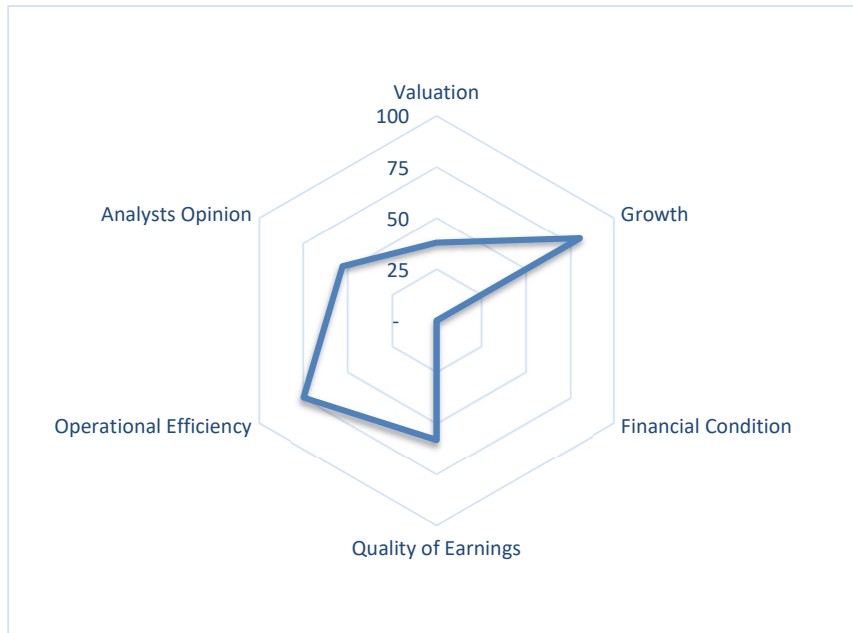 Valuation
100
75
50
25
-
Analysts Opinion
Growth
Operational Efficiency
Financial Condition
Quality of Earnings